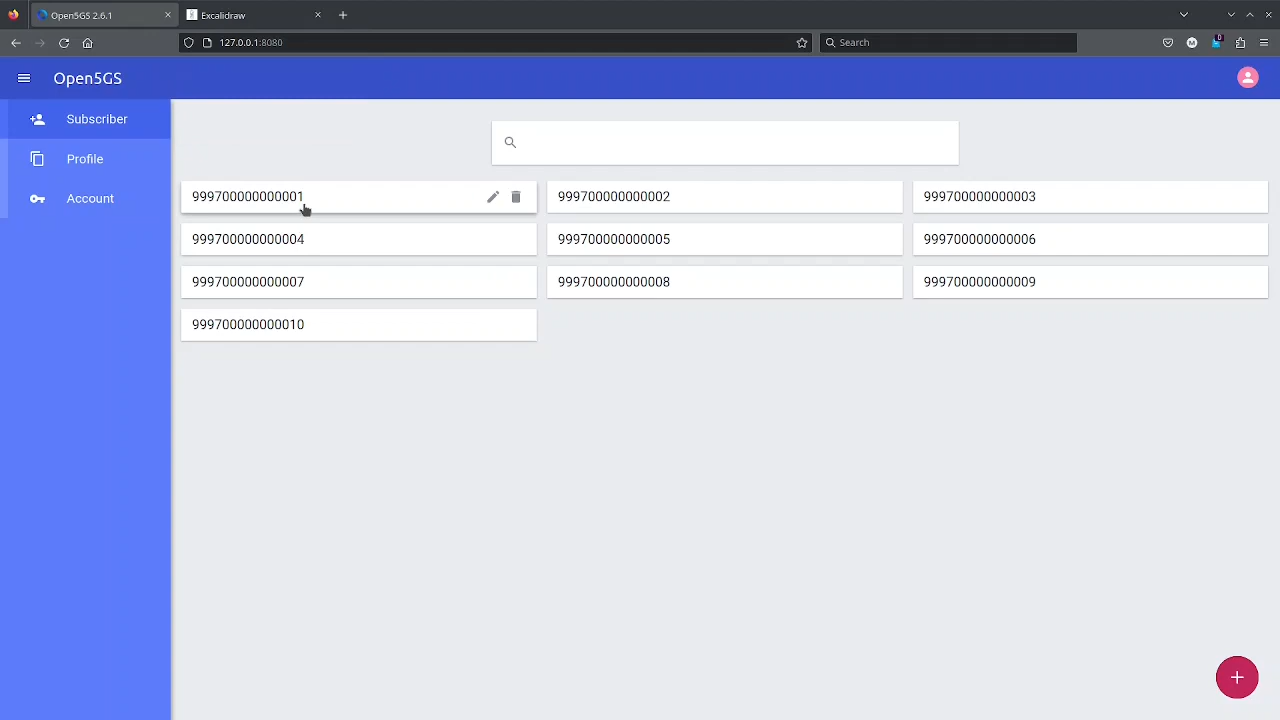 Open5GS 2.6.1
Excalidraw
127.0.0.1:8080
Search
0
Open5GS
Subscriber
Profile
Account
999700000000001
999700000000002
999700000000003
999700000000004
999700000000005
999700000000006
999700000000007
999700000000008
999700000000009
999700000000010